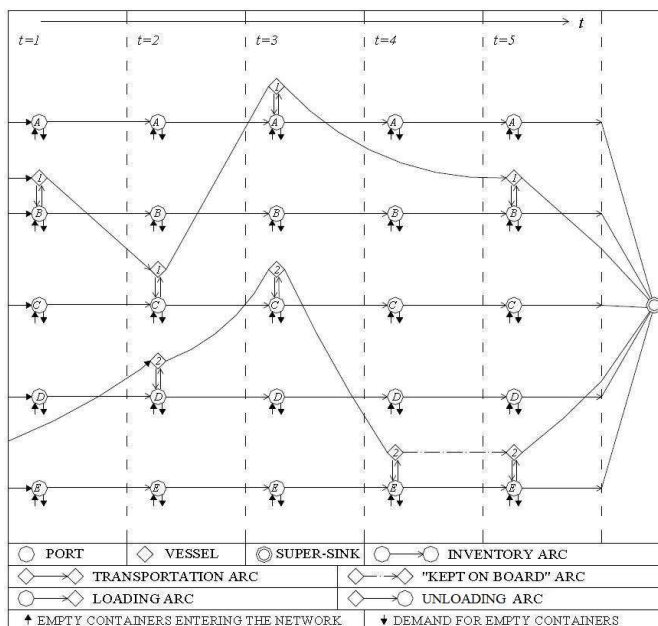 t
t=1 t=2 t=3 t=4 t=5
1
A A A A A
1 1
B B B B B
1 2
C C C C C
2
D D D D D
2 2
E E E E E
PORT VESSEL SUPER-SINK INVENTORY ARC
TRANSPORTATION ARC "KEPT ON BOARD" ARC
LOADING ARC UNLOADING ARC
EMPTY CONTAINERS ENTERING THE NETWORK DEMAND FOR EMPTY CONTAINERS